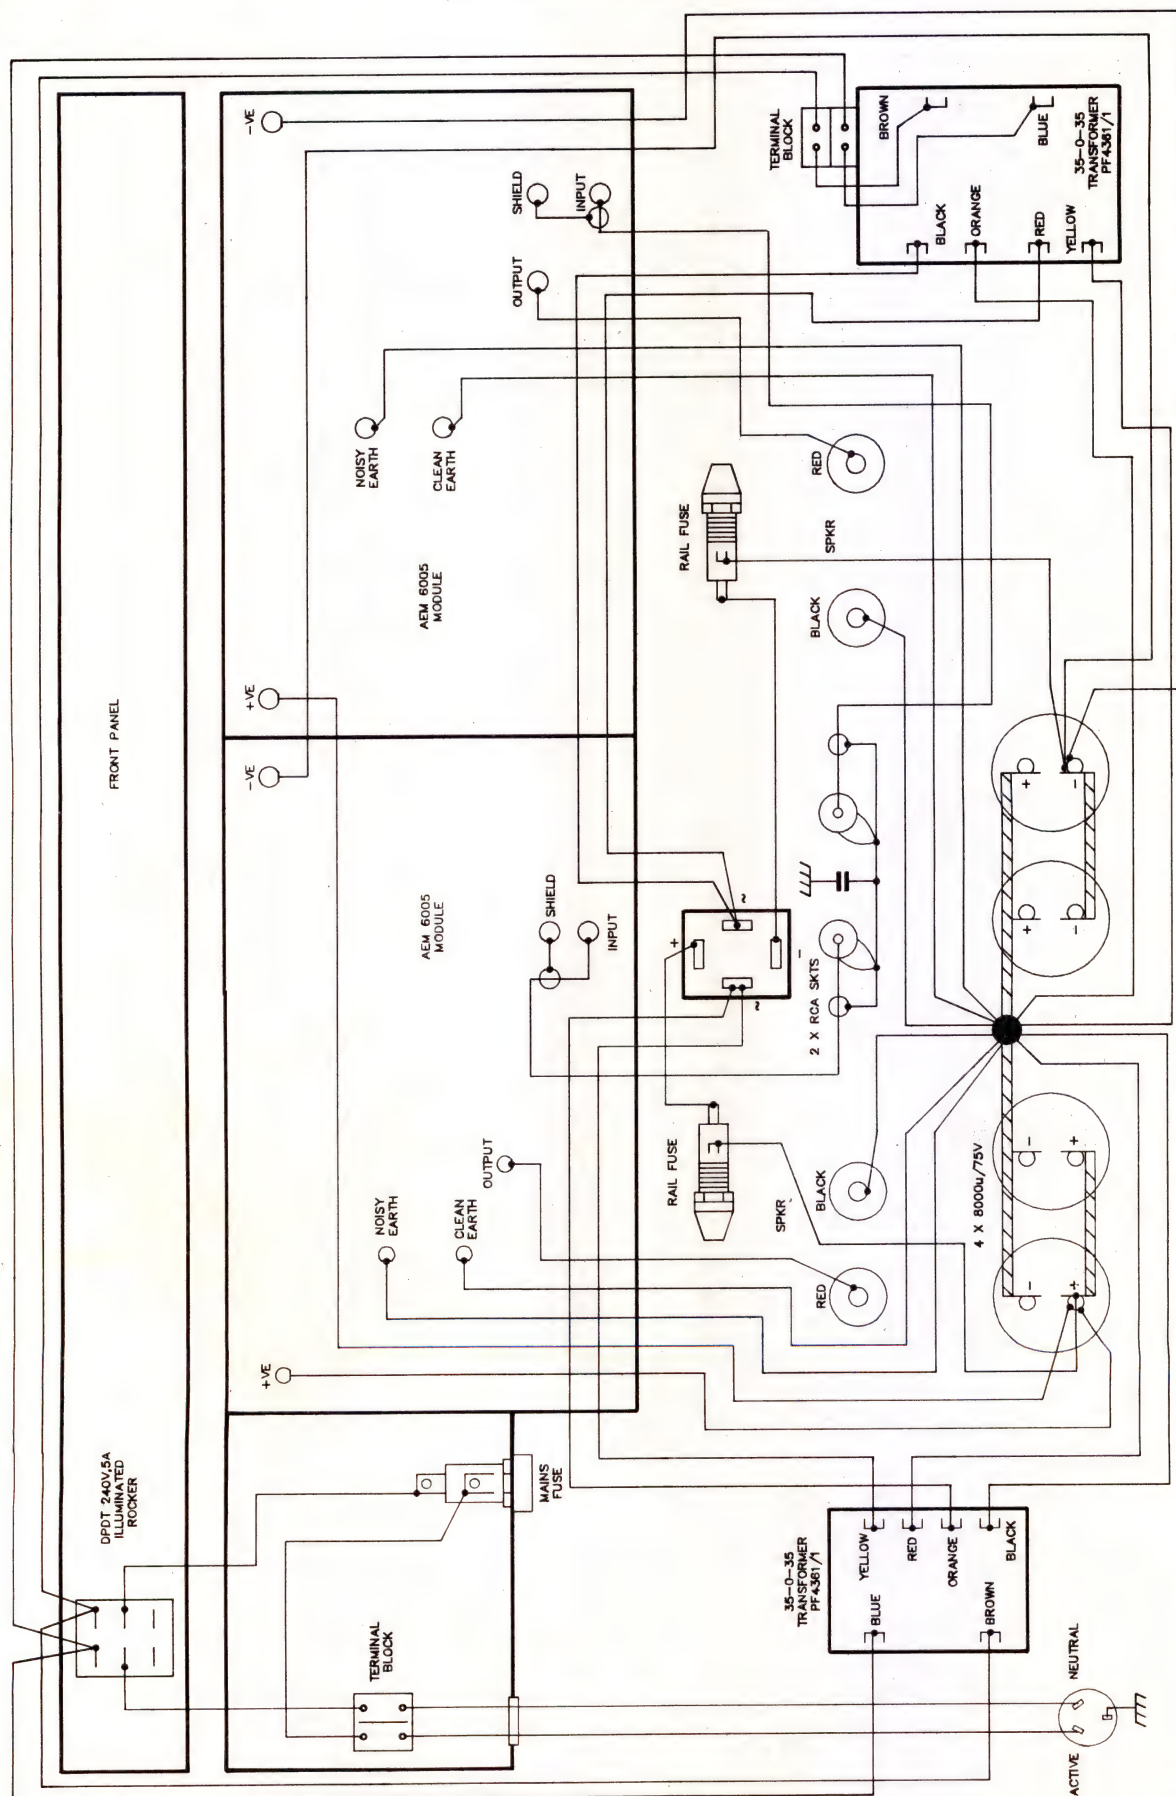 FRONT PANEL
DPDT 240V,5A
ILLUMINATED
ROCKER
-VE
+VE
-VE
+VE
SHIELD
INPUT
OUTPUT
NOISY
EARTH
CLEAN
EARTH
AEM 6005
MODULE
AEM 6005
MODULE
SHIELD
INPUT
OUTPUT
NOISY
EARTH
CLEAN
EARTH
MAINS
FUSE
TERMINAL
BLOCK
TERMINAL
BLOCK
BROWN
BLUE
35-0-35
TRANSFORMER
PF4361/1
BLACK
ORANGE
RED
YELLOW
RAIL FUSE
RED
SPKR
BLACK
+
~
~
-
2 X RCA SKTS
RAIL FUSE
BLACK
SPKR
RED
+
-
+
-
-
+
-
+
4 X 8000u/75V
35-0-35
TRANSFORMER
PF4361/1
YELLOW
RED
ORANGE
BLACK
BLUE
BROWN
NEUTRAL
ACTIVE